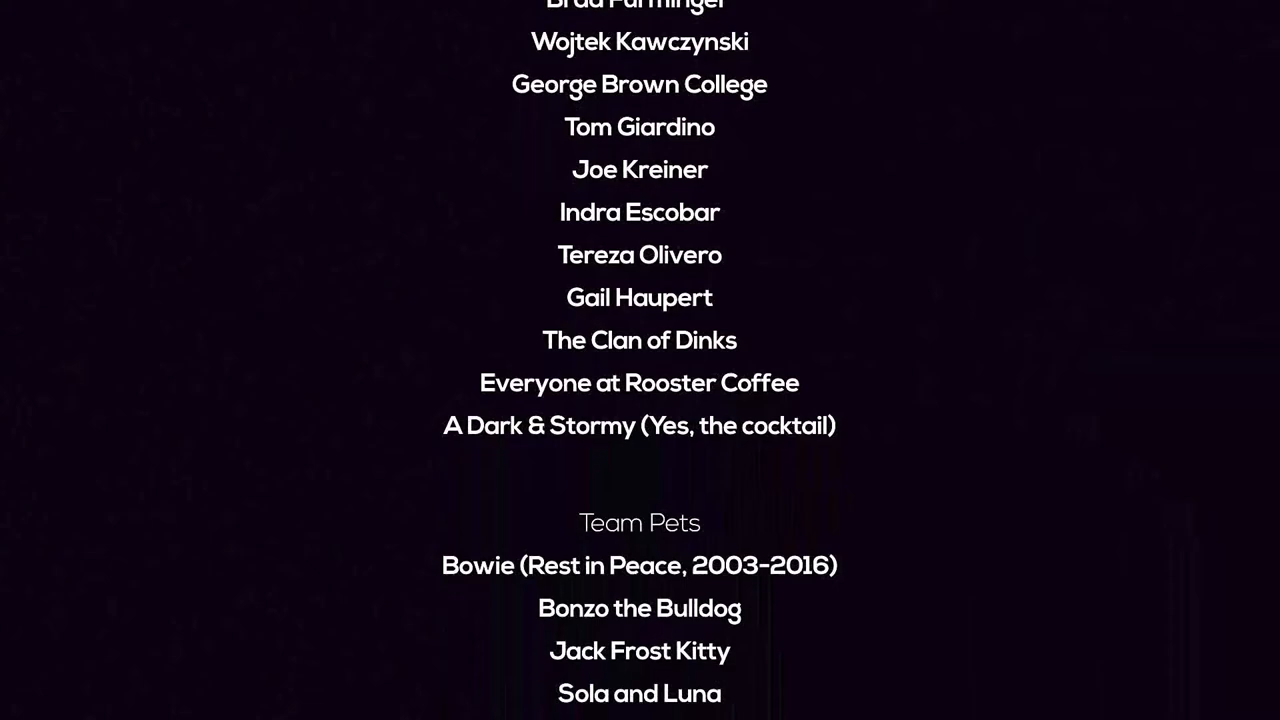 Brad Furminger
Wojtek Kawczynski
George Brown College
Tom Giardino
Joe Kreiner
Indra Escobar
Tereza Olivero
Gail Haupert
The Clan of Dinks
Everyone at Rooster Coffee
A Dark & Stormy (Yes, the cocktail)
Team Pets
Bowie (Rest in Peace, 2003-2016)
Bonzo the Bulldog
Jack Frost Kitty
Sola and Luna